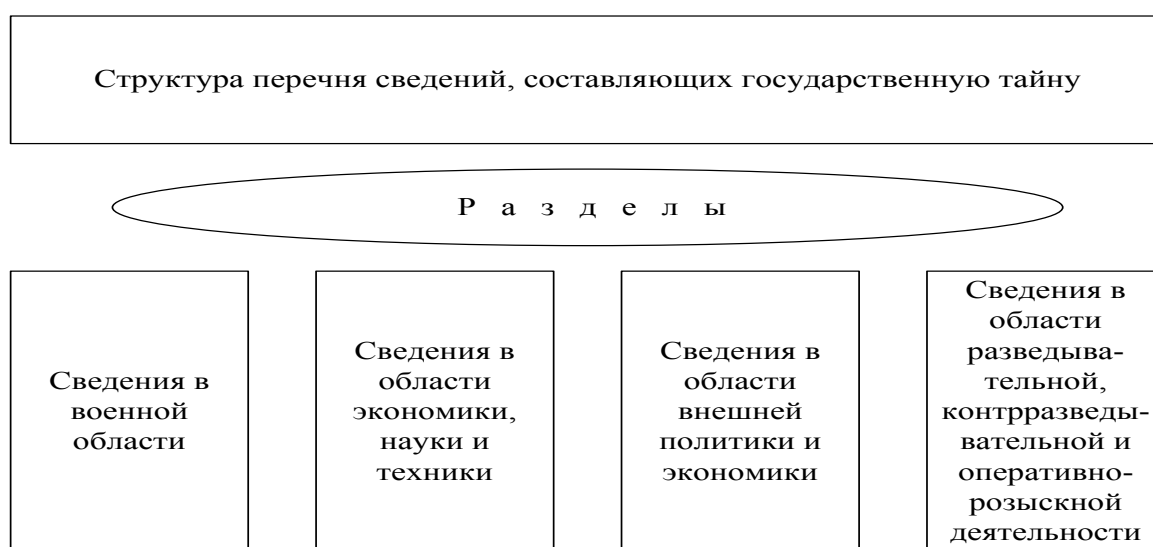 Структура перечня сведений, составляющих государственную тайну
Р а з д е л ы
Сведения в
военной
области
Сведения в
области
экономики,
науки и
техники
Сведения в
области
внешней
политики и
экономики
Сведения в
области
разведыва-
тельной,
контрразведы-
вательной и
оперативно-
розыскной
деятельности